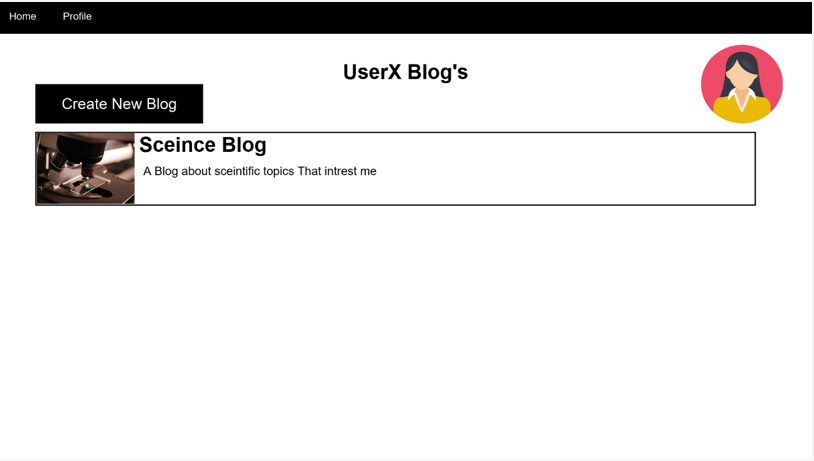 Home Profile
UserX Blog's
Create New Blog
Sceince Blog
A Blog about sceintific topics That intrest me